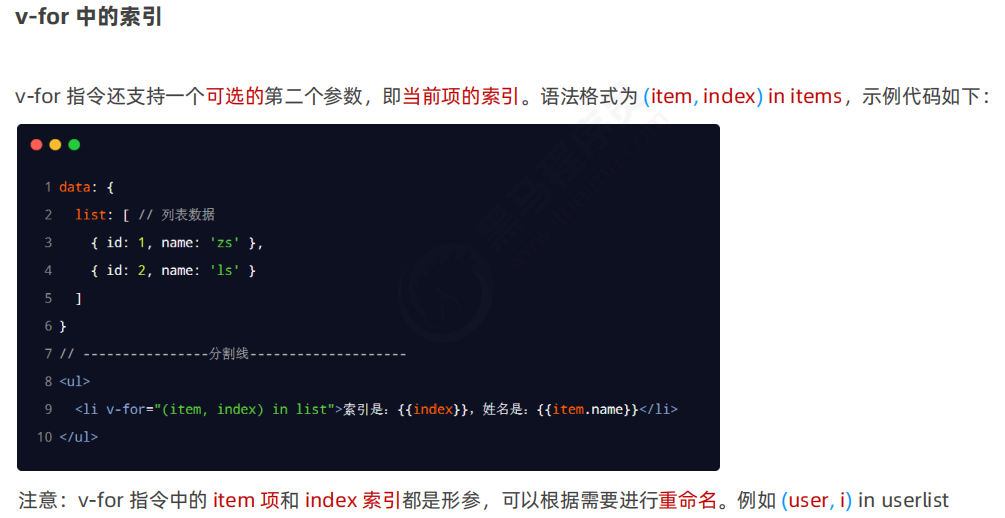 v-for 中的索引
v-for 指令还支持一个可选的第二个参数，即当前项的索引。语法格式为 (item, index) in items，示例代码如下：
1 data: {
2 list: [ // 列表数据
3 { id: 1, name: 'zs' },
4 { id: 2, name: 'ls' }
5 ]
6 }
7 // ----------------分割线--------------------
8 <ul>
9 <li v-for="(item, index) in list">索引是：{{index}}，姓名是：{{item.name}}</li>
10 </ul>
注意：v-for 指令中的 item 项和 index 索引都是形参，可以根据需要进行重命名。例如 (user, i) in userlist